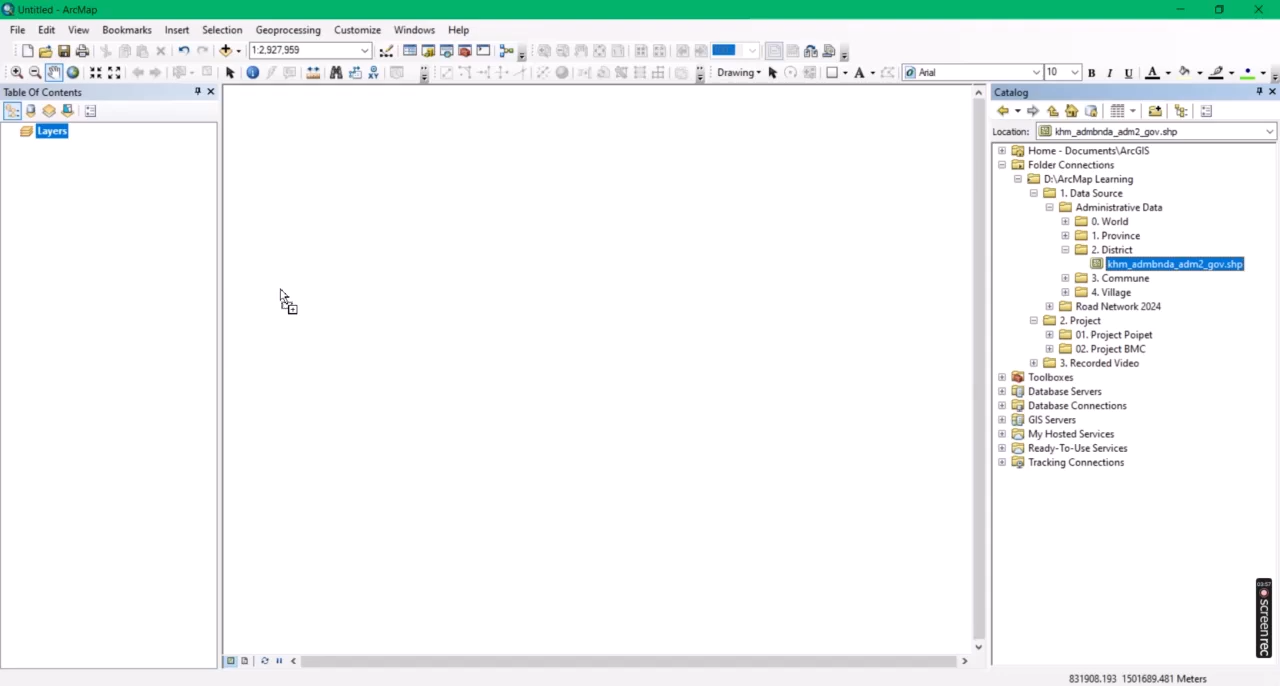 Untitled - ArcMap
File Edit View Bookmarks Insert Selection Geoprocessing Customize Windows Help
1:2,927,959
Drawing Arial 10 B I U A
Table Of Contents
Layers
Catalog
Location: khm_admbnda_adm2_gov.shp
Home - Documents\ArcGIS
Folder Connections
D:\ArcMap Learning
1. Data Source
Administrative Data
0. World
1. Province
2. District
khm_admbnda_adm2_gov.shp
3. Commune
4. Village
Road Network 2024
2. Project
01. Project Poipet
02. Project BMC
3. Recorded Video
Toolboxes
Database Servers
Database Connections
GIS Servers
My Hosted Services
Ready-To-Use Services
Tracking Connections
03:57
screenrec
831908.193 1501689.481 Meters